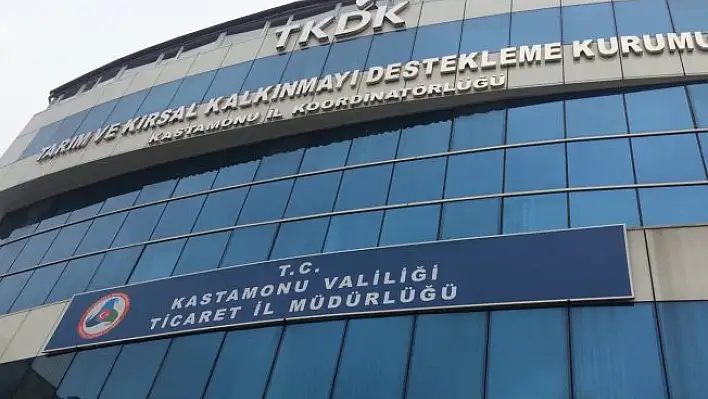 TKDK
TARIM VE KIRSAL KALKINMAYI DESTEKLEME KURUMU
KASTAMONU İL KOORDİNATÖRLÜĞÜ
T.C.
KASTAMONU VALİLİĞİ
TİCARET İL MÜDÜRLÜĞÜ